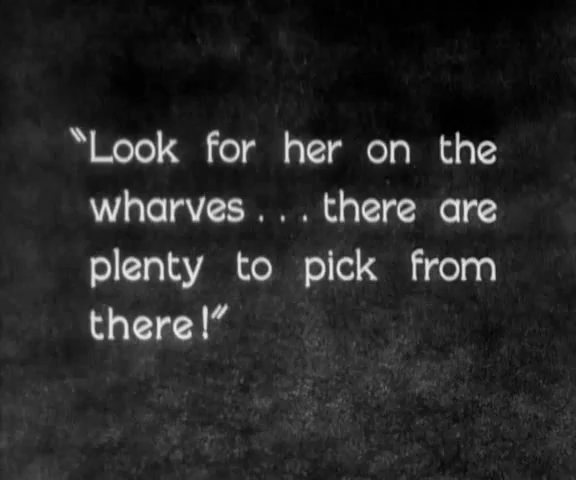 "Look for her on the
wharves...there are
plenty to pick from
there!"